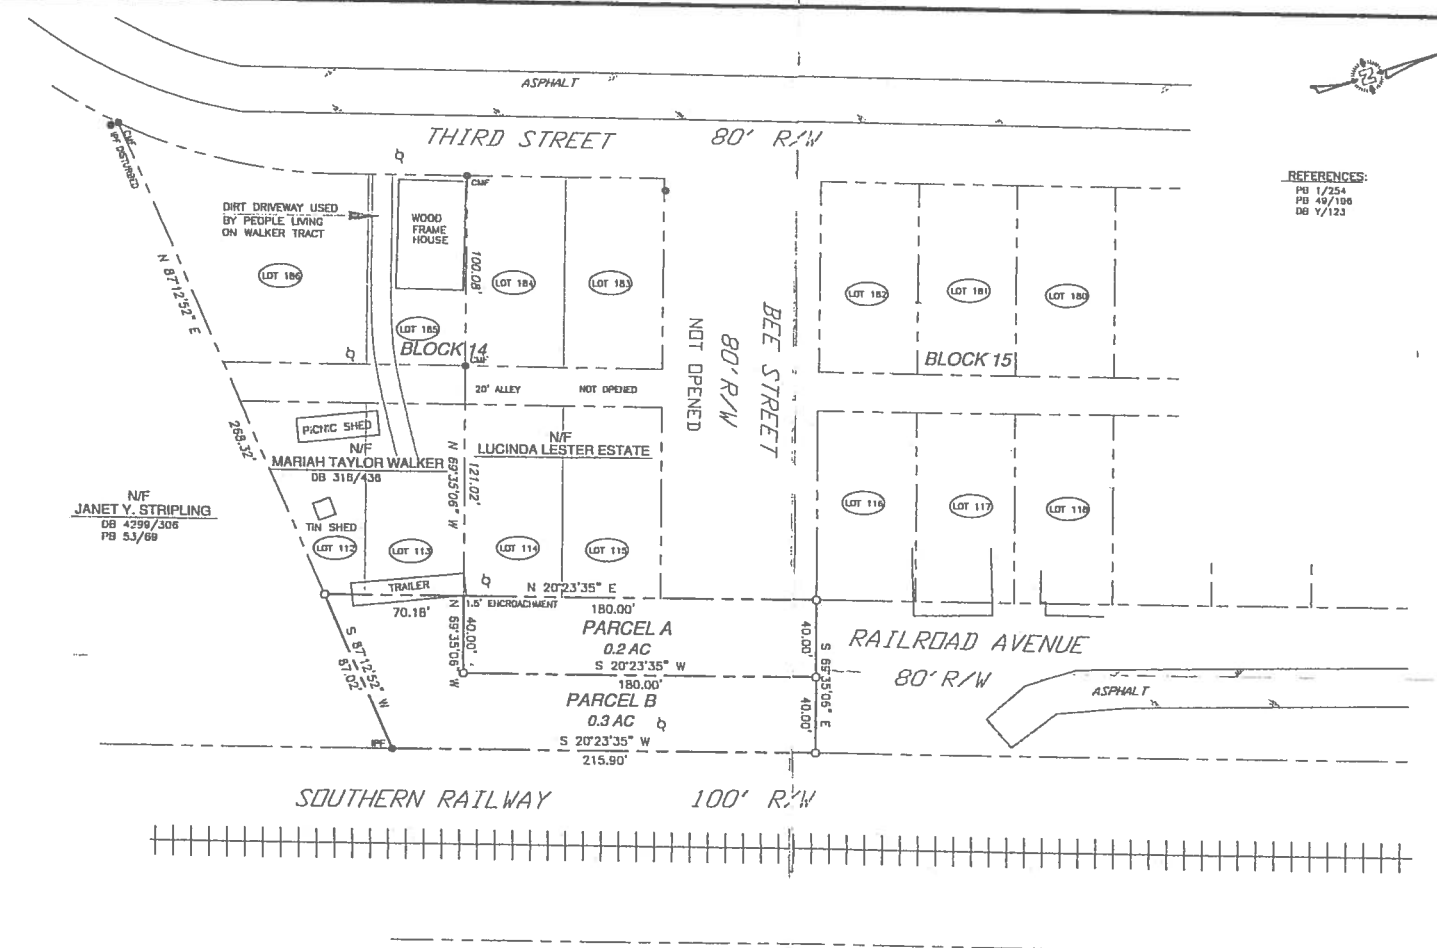 ASPHALT
THIRD STREET 80' R/W
CMF
IPF DISTURBED
CMF
REFERENCES:
PB 1/254
PB 49/196
DB Y/123
DIRT DRIVEWAY USED
BY PEOPLE LIVING
ON WALKER TRACT
WOOD
FRAME
HOUSE
N 87°12'52" E
268.32'
100.08'
LOT 186
LOT 184
LOT 183
LOT 182
LOT 181
LOT 180
LOT 185
BLOCK 14
CMF
BLOCK 15
BEE STREET
80' R/W
NOT OPENED
20' ALLEY NOT OPENED
PICNIC SHED
N/F
MARIAH TAYLOR WALKER
DB 316/436
N/F
LUCINDA LESTER ESTATE
N 69°35'06" W
121.02'
N/F
JANET Y. STRIPLING
DB 4299/306
PB 53/69
TIN SHED
LOT 112
LOT 113
LOT 114
LOT 115
LOT 116
LOT 117
LOT 118
TRAILER
70.18'
N 20°23'35" E
1.5' ENCROACHMENT
180.00'
N 69°35'06" W
40.00'
PARCEL A
0.2 AC
S 20°23'35" W
180.00'
PARCEL B
0.3 AC
S 20°23'35" W
215.90'
S 87°12'52" W
87.02'
IPF
40.00'
40.00'
S 69°35'06" E
RAILROAD AVENUE
80' R/W
ASPHALT
SOUTHERN RAILWAY 100' R/W